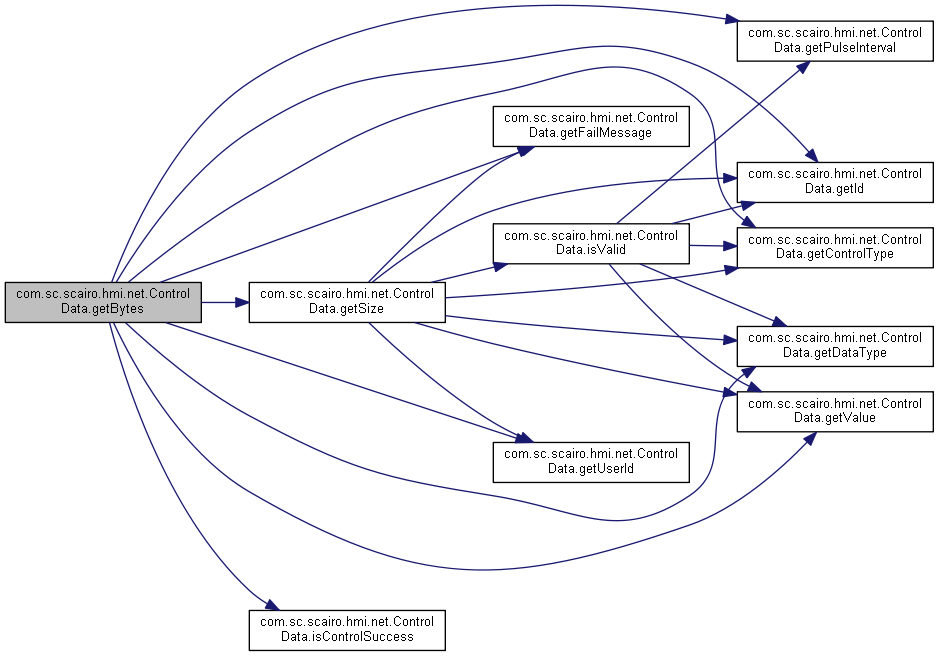 com.sc.scairo.hmi.net.Control
Data.getPulseInterval
com.sc.scairo.hmi.net.Control
Data.getFailMessage
com.sc.scairo.hmi.net.Control
Data.getId
com.sc.scairo.hmi.net.Control
Data.isValid
com.sc.scairo.hmi.net.Control
Data.getControlType
com.sc.scairo.hmi.net.Control
Data.getBytes
com.sc.scairo.hmi.net.Control
Data.getSize
com.sc.scairo.hmi.net.Control
Data.getDataType
com.sc.scairo.hmi.net.Control
Data.getValue
com.sc.scairo.hmi.net.Control
Data.getUserId
com.sc.scairo.hmi.net.Control
Data.isControlSuccess